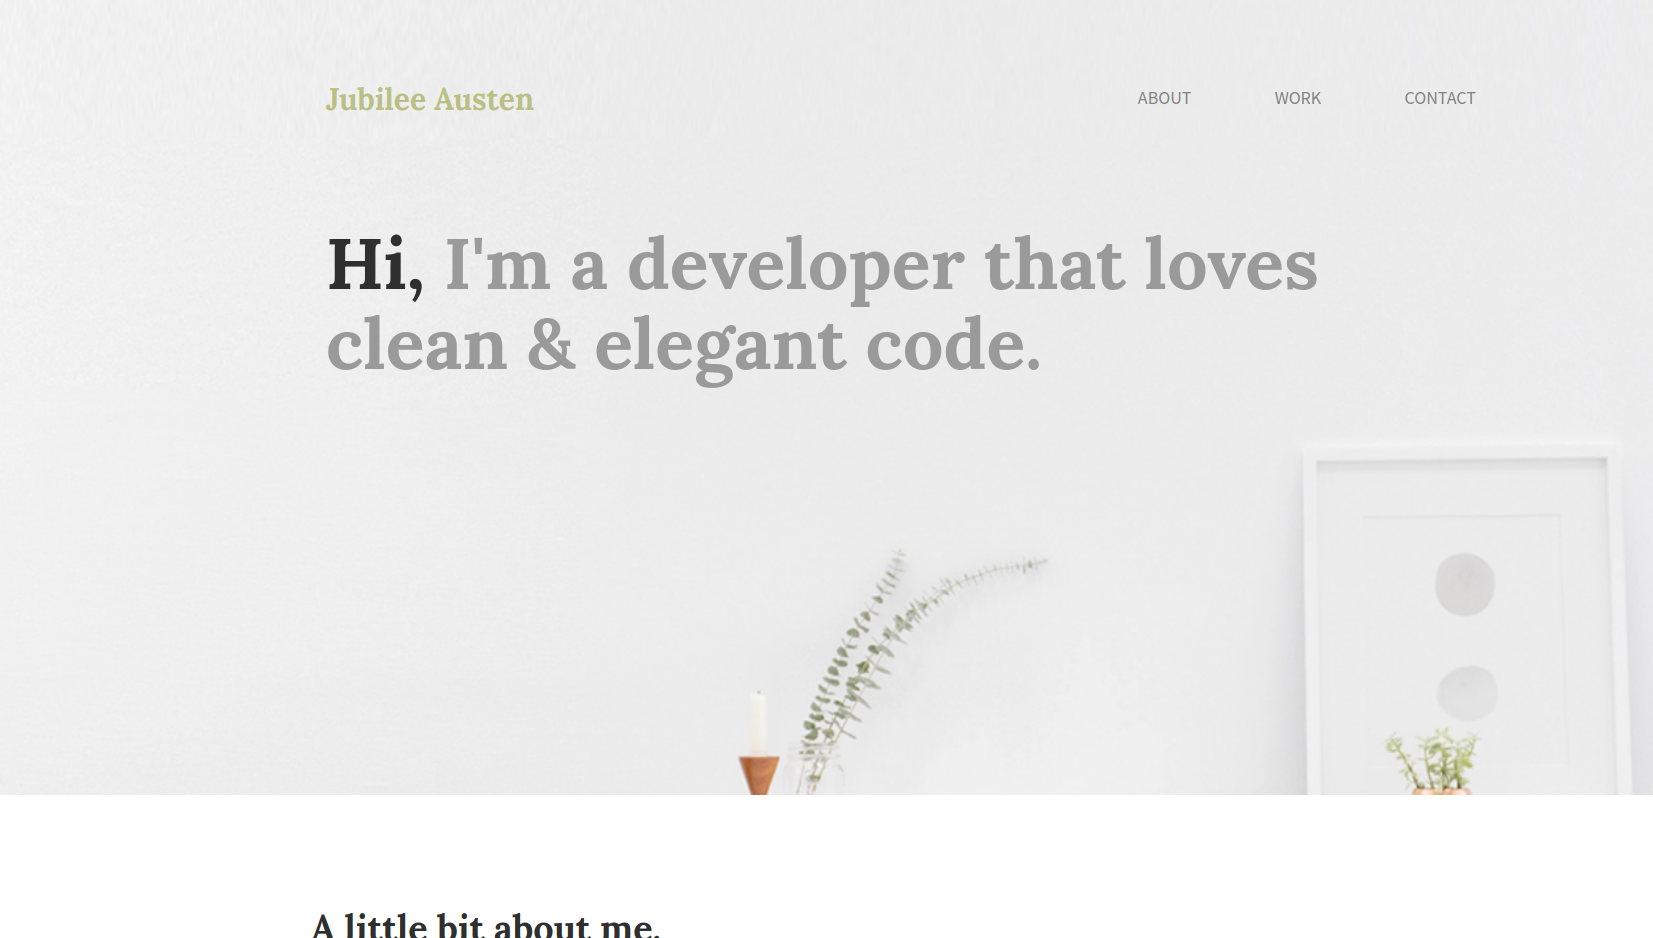 Jubilee Austen
ABOUT WORK CONTACT
Hi, I'm a developer that loves
clean & elegant code.
A little bit about me.